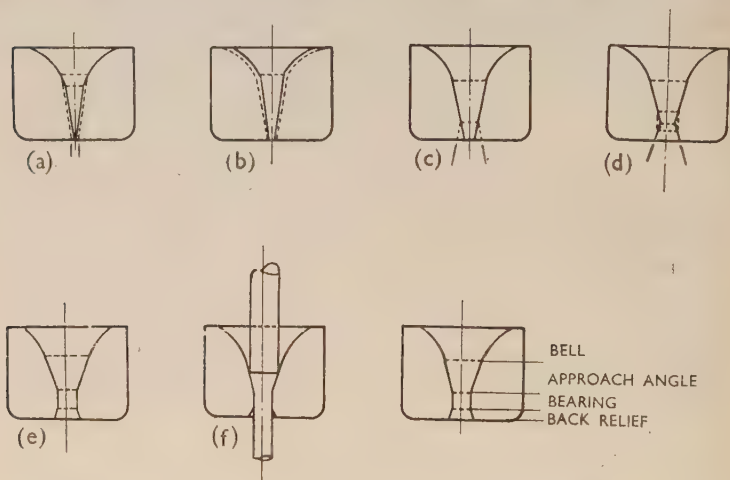 (a)
(b)
(c)
(d)
(e)
(f)
BELL
APPROACH ANGLE
BEARING
BACK RELIEF